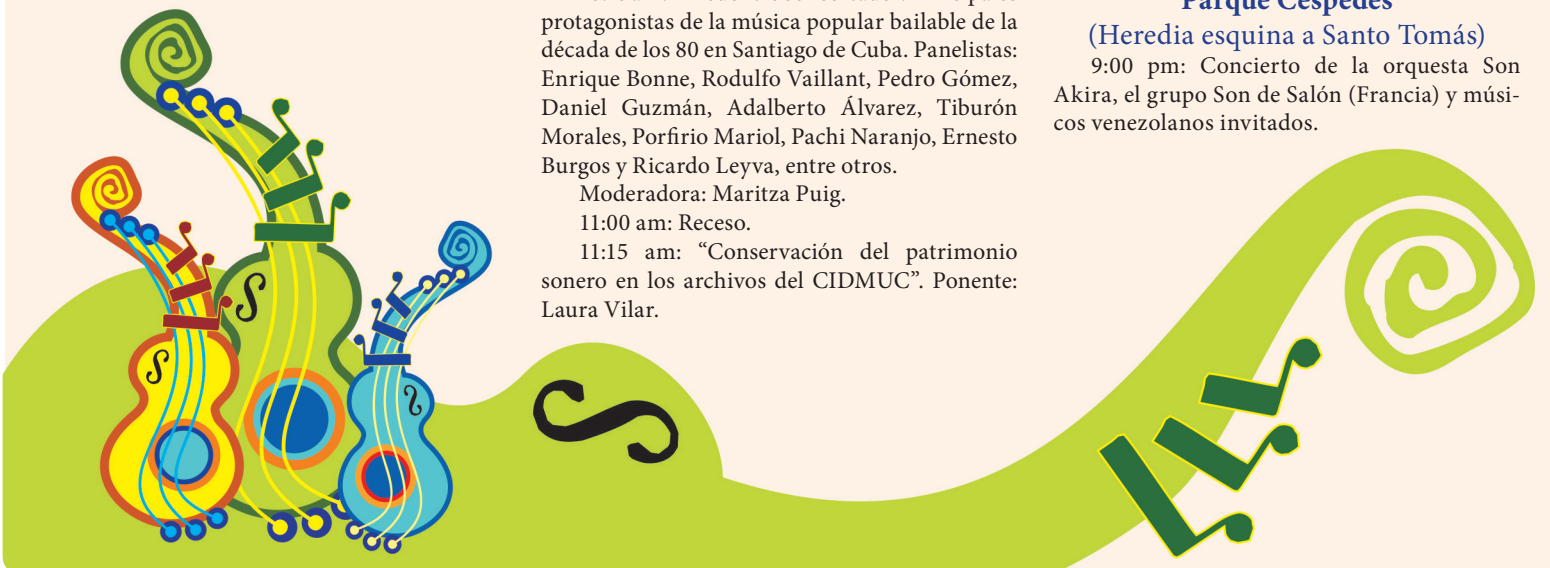 protagonistas de la música popular bailable de la
década de los 80 en Santiago de Cuba. Panelistas:
Enrique Bonne, Rodulfo Vaillant, Pedro Gómez,
Daniel Guzmán, Adalberto Álvarez, Tiburón
Morales, Porfirio Mariol, Pachi Naranjo, Ernesto
Burgos y Ricardo Leyva, entre otros.
Moderadora: Maritza Puig.
11:00 am: Receso.
11:15 am: “Conservación del patrimonio
sonero en los archivos del CIDMUC”. Ponente:
Laura Vilar.
Parque Céspedes
(Heredia esquina a Santo Tomás)
9:00 pm: Concierto de la orquesta Son
Akira, el grupo Son de Salón (Francia) y músi-
cos venezolanos invitados.